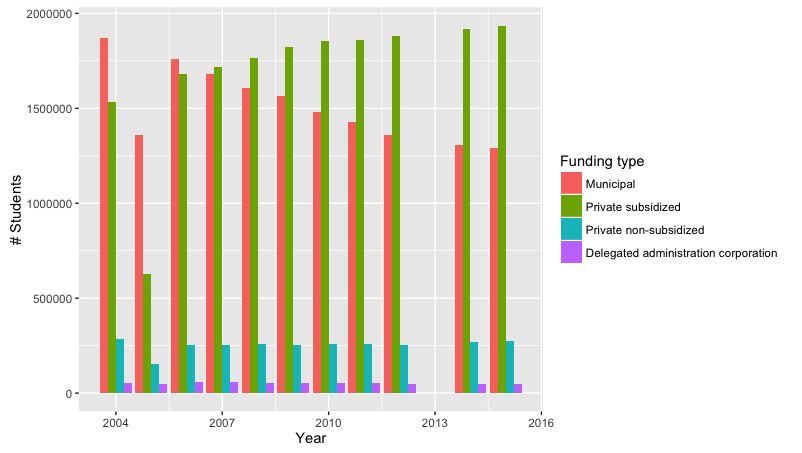 2000000
1500000
1000000
500000
0
# Students
2004
2007
2010
2013
2016
Year
Funding type
Municipal
Private subsidized
Private non-subsidized
Delegated administration corporation